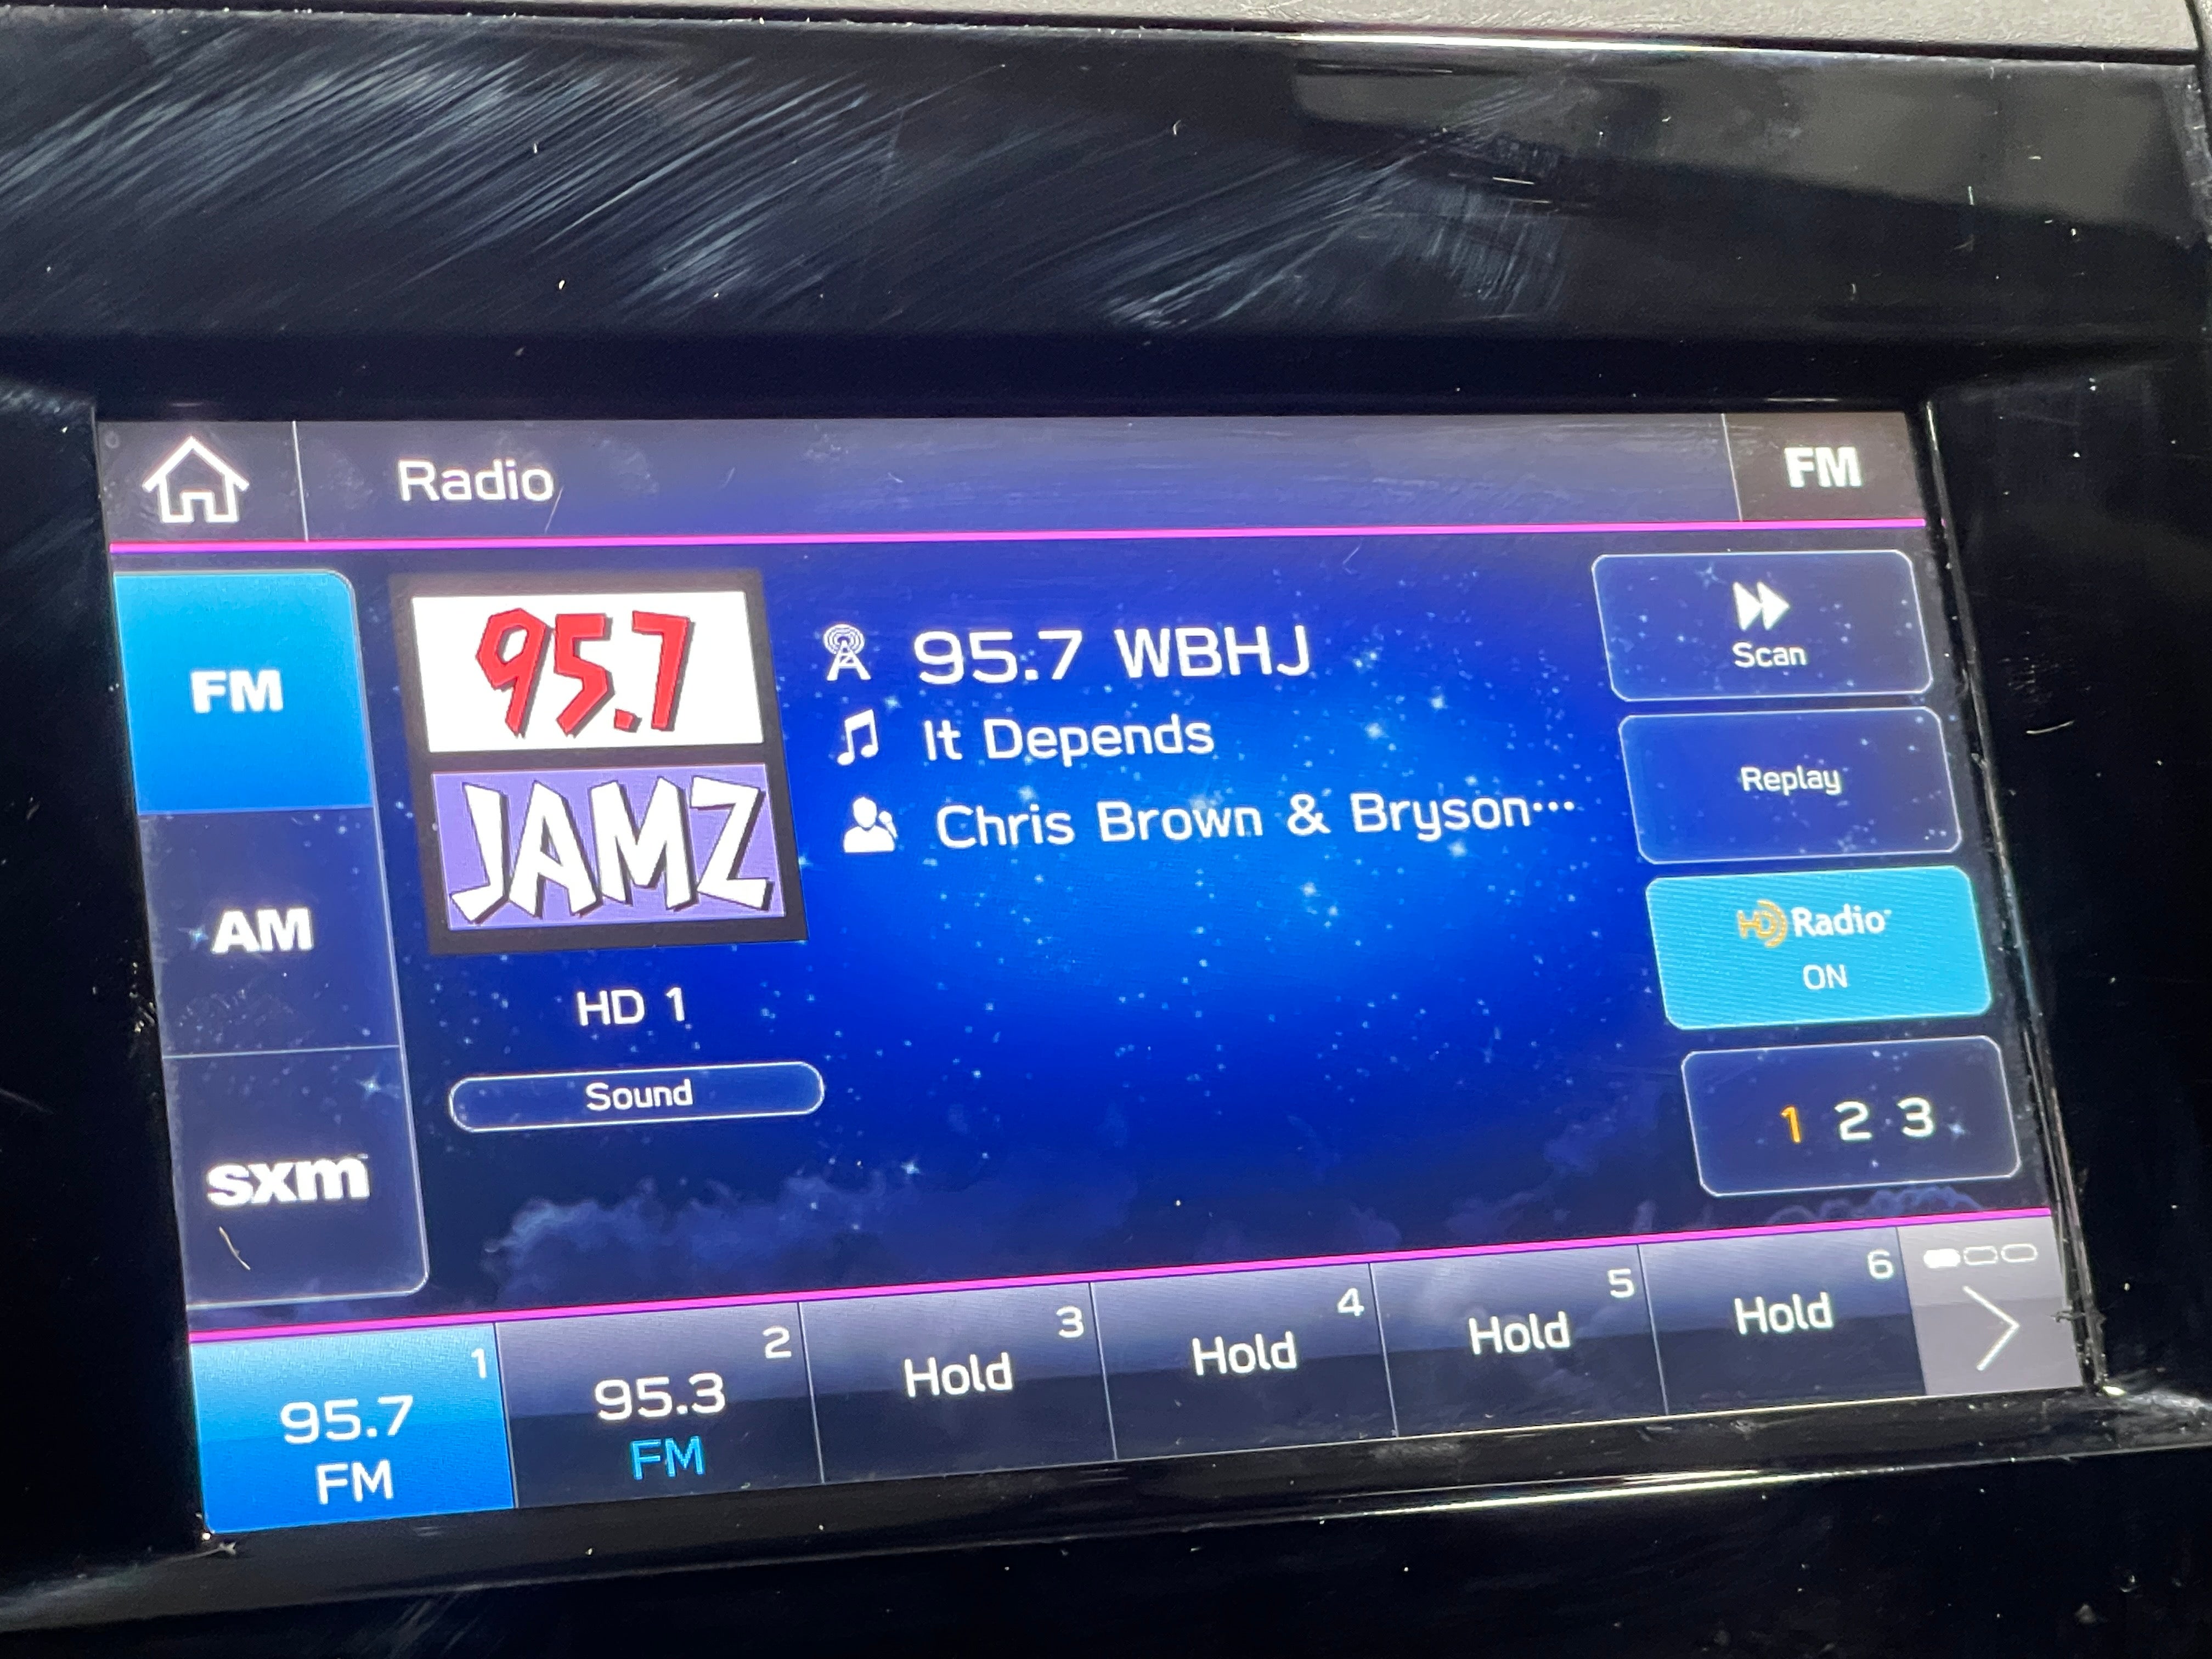 Radio
FM
FM
AM
sxm
95.7
JAMZ
HD 1
Sound
95.7 WBHJ
It Depends
Chris Brown & Bryson···
Scan
Replay
HD Radio
ON
1 2 3
1
95.7
FM
2
95.3
FM
3
Hold
4
Hold
5
Hold
6
Hold